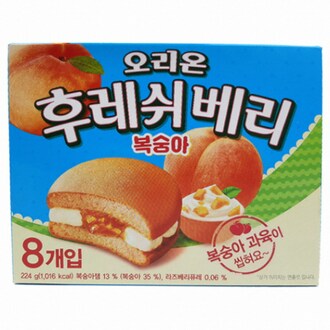 오리온
후레쉬베리
복숭아
복숭아 과육이
씹혀요~
8개입
224 g(1,016 kcal) 복숭아잼 13 % (복숭아 35 %), 라즈베리퓨레 0.06 %